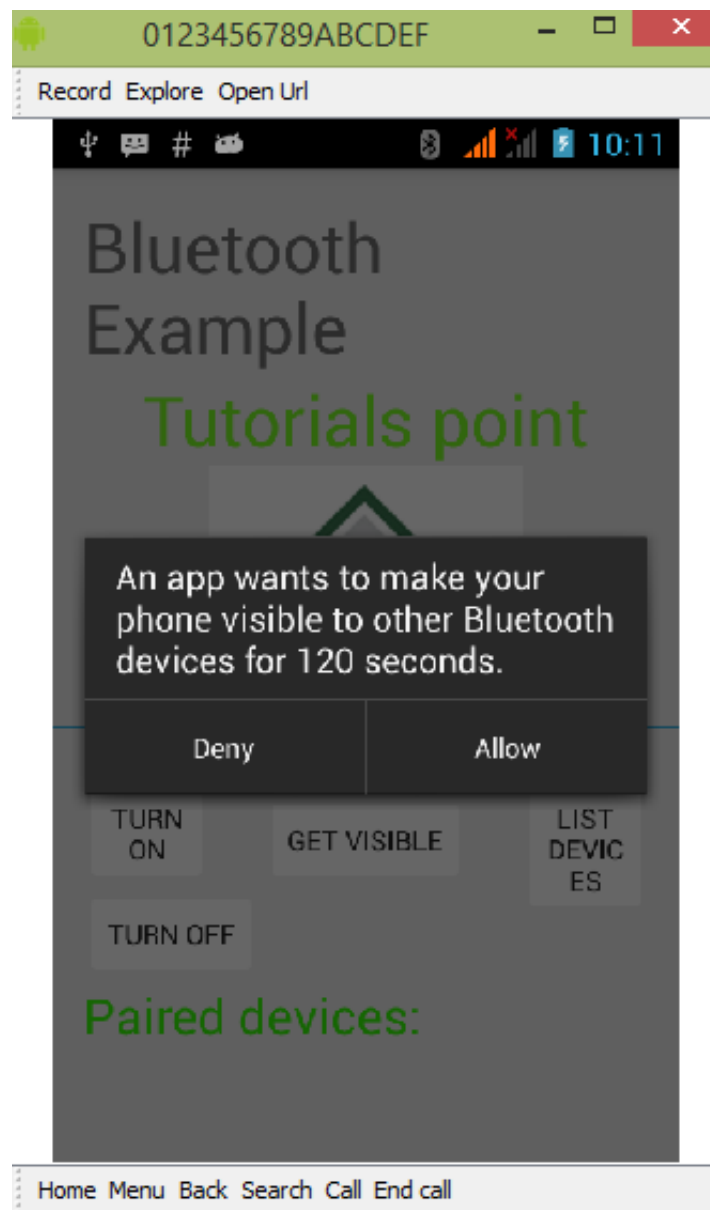 0123456789ABCDEF
Record Explore Open Url
# 10:11
Bluetooth
Example
Tutorials point
An app wants to make your
phone visible to other Bluetooth
devices for 120 seconds.
Deny Allow
TURN
ON
GET VISIBLE
LIST
DEVIC
ES
TURN OFF
Paired devices:
Home Menu Back Search Call End call